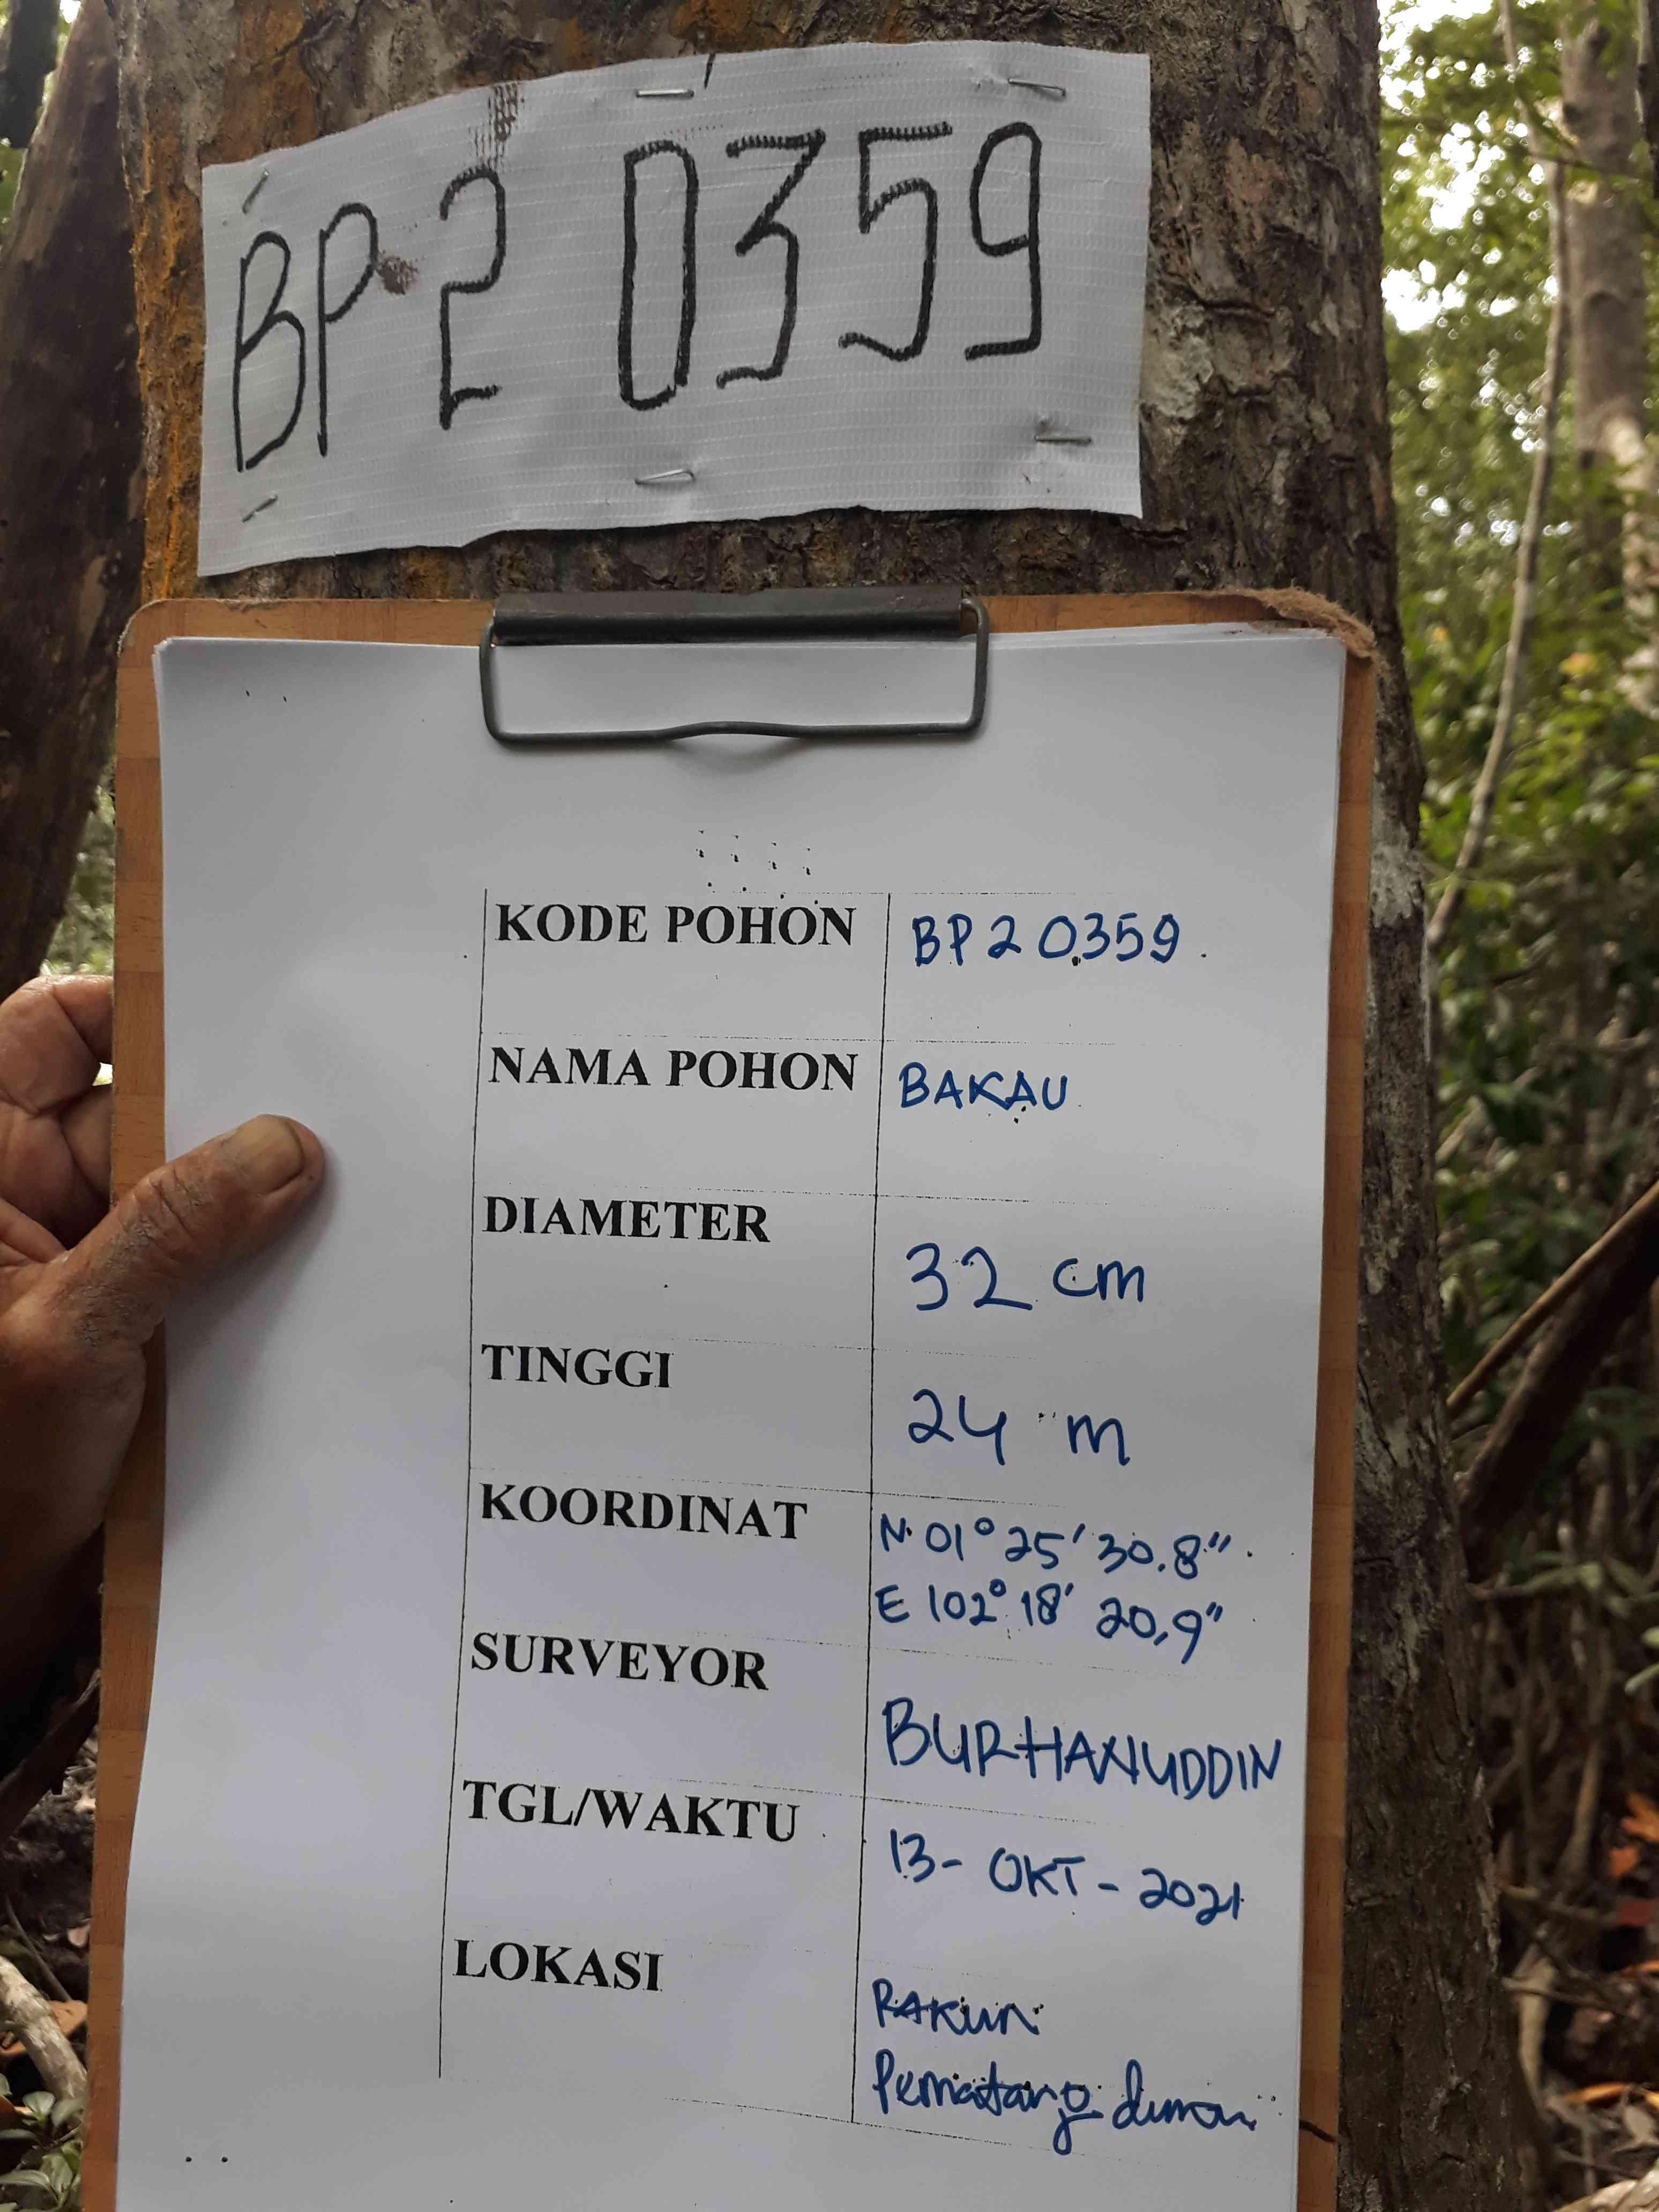 BP 2 0359
KODE POHON BP 2 0359
NAMA POHON BAKAU
DIAMETER 32 cm
TINGGI 24 m
KOORDINAT N 01° 25' 30.8"
E 102° 18' 20,9"
SURVEYOR BURHANUDDIN
TGL/WAKTU 13 - OKT - 2021
LOKASI RAKUN
Pematang duman